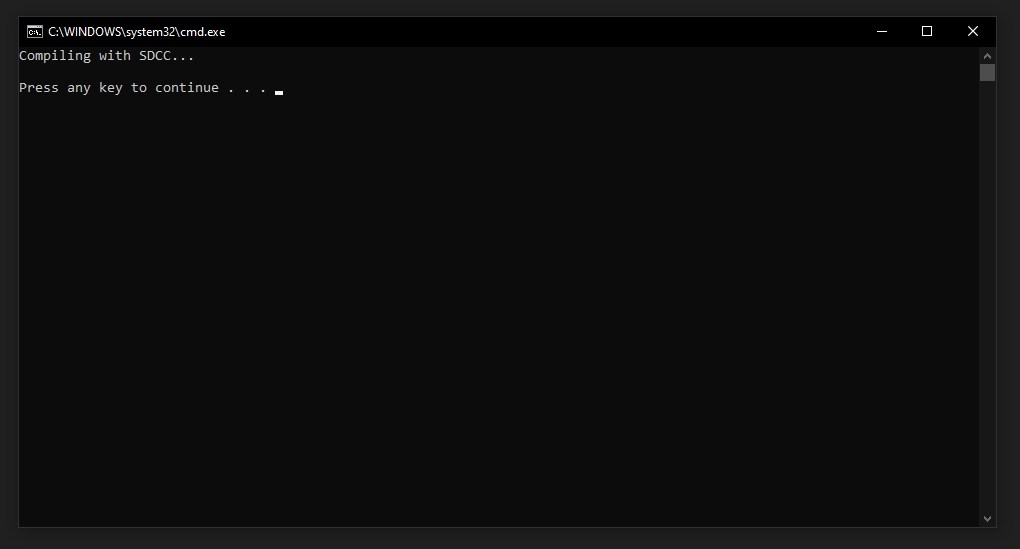 C:\WINDOWS\system32\cmd.exe
Compiling with SDCC...
Press any key to continue . . .